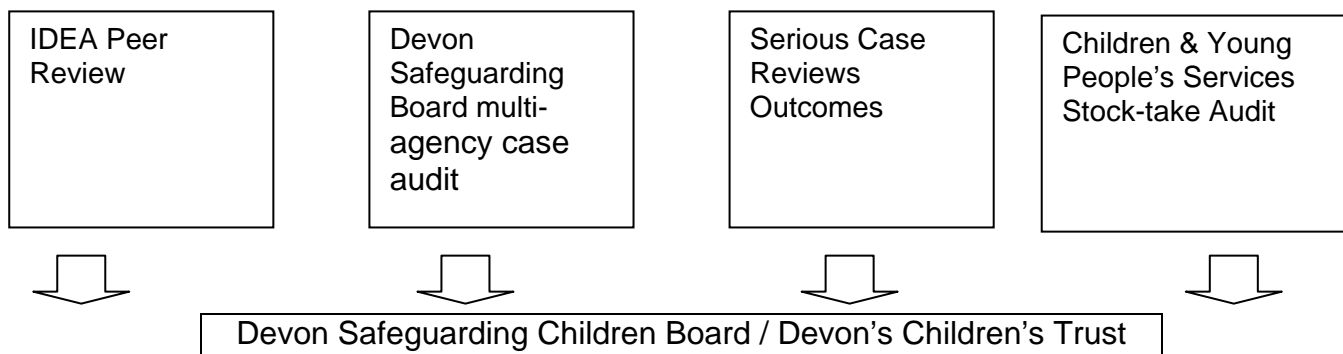 IDEA Peer
Review
Devon
Safeguarding
Board multi-
agency case
audit
Serious Case
Reviews
Outcomes
Children & Young
People's Services
Stock-take Audit
Devon Safeguarding Children Board / Devon's Children's Trust